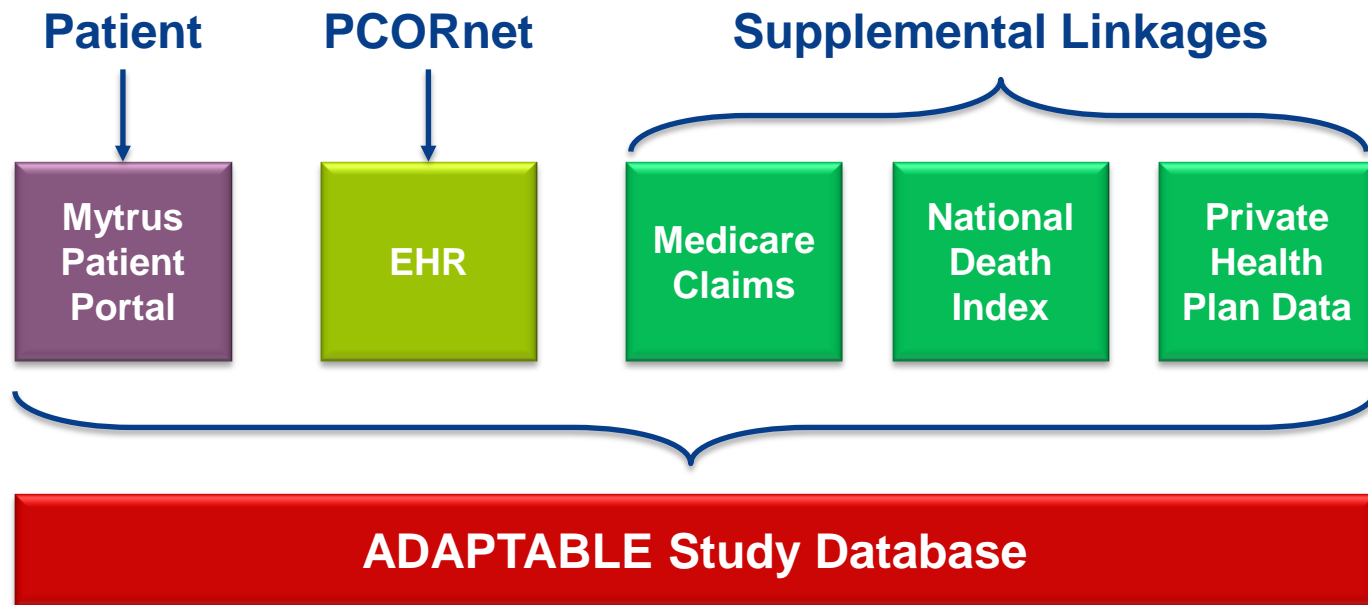 Patient
PCORnet
Supplemental Linkages
Mytrus
Patient
Portal
EHR
Medicare
Claims
National
Death
Index
Private
Health
Plan Data
ADAPTABLE Study Database